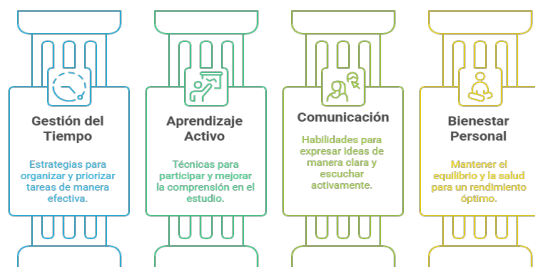 Gestión del
Tiempo
Estrategias para
organizar y priorizar
tareas de manera
efectiva.
Aprendizaje
Activo
Técnicas para
participar y mejorar
la comprensión en el
estudio.
Comunicación
Habilidades para
expresar ideas de
manera clara y
escuchar
activamente.
Bienestar
Personal
Mantener el
equilibrio y la salud
para un rendimiento
óptimo.